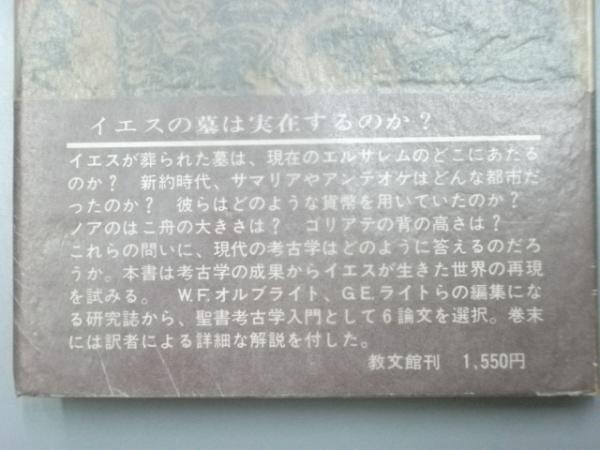 イエスの墓は実在するのか?
イエスが葬られた墓は、現在のエルサレムのどこにあたる
のか? 新約時代、サマリアやアンテオケはどんな都市だ
ったのか? 彼らはどのような貨幣を用いていたのか?
ノアのはこ舟の大きさは? ゴリアテの背の高さは?――
これらの問いに、現代の考古学はどのように答えるのだろ
うか。本書は考古学の成果からイエスが生きた世界の再現
を試みる。 W.F.オルブライト、G.E.ライトらの編集にな
る研究誌から、聖書考古学入門として6論文を選択。巻末
には訳者による詳細な解説を付した。
教文館刊 1,550円